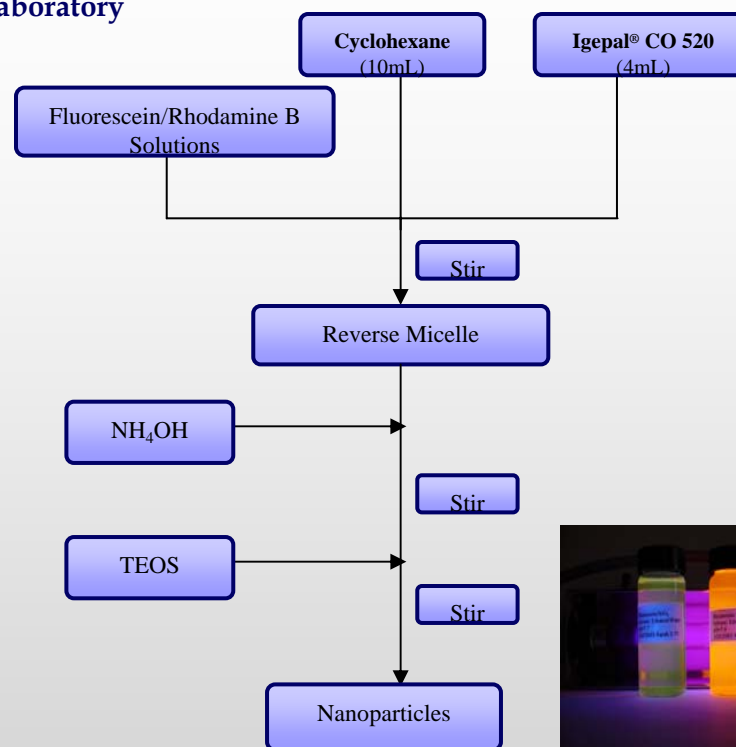 aboratory
Cyclohexane
(10mL)
Igepal® CO 520
(4mL)
Fluorescein/Rhodamine B
Solutions
Stir
Reverse Micelle
NH₄OH
Stir
TEOS
Stir
Nanoparticles